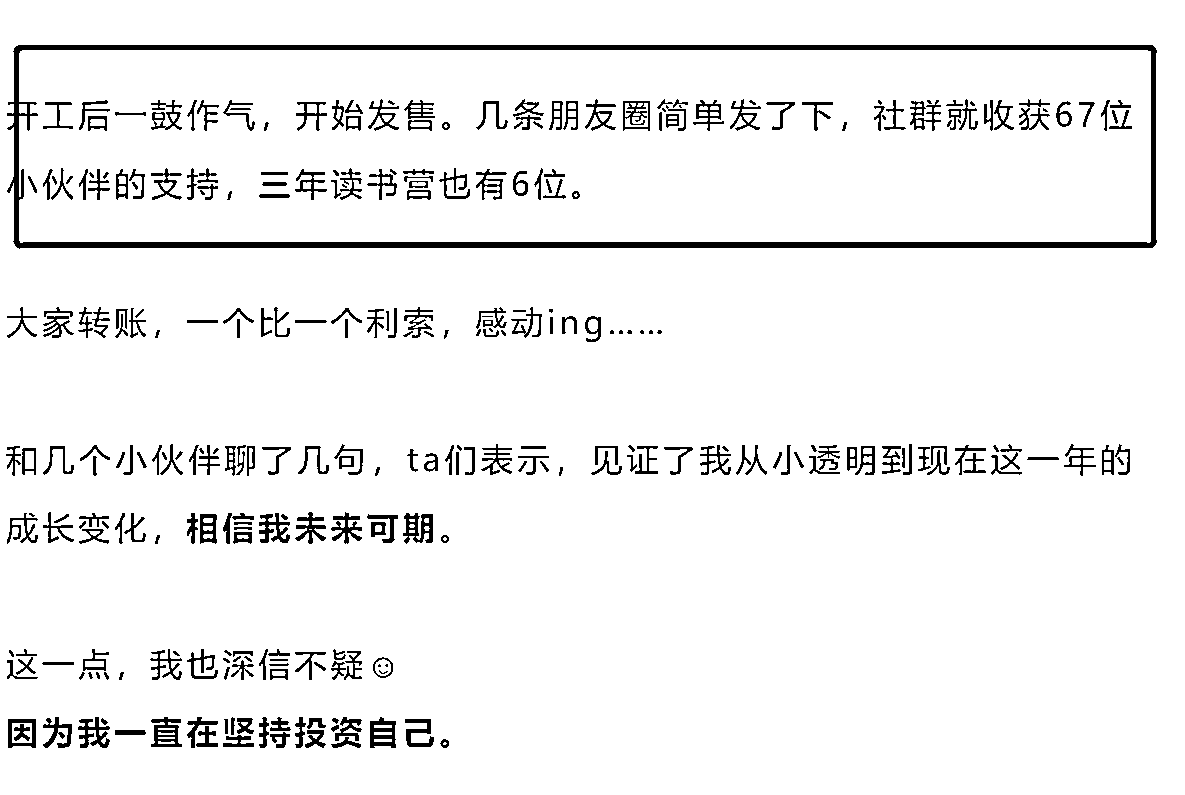 开工后一鼓作气，开始发售。几条朋友圈简单发了下，社群就收获67位
小伙伴的支持，三年读书营也有6位。
大家转账，一个比一个利索，感动ing……
和几个小伙伴聊了几句，ta们表示，见证了我从小透明到现在这一年的
成长变化，相信我未来可期。
这一点，我也深信不疑☺
因为我一直在坚持投资自己。